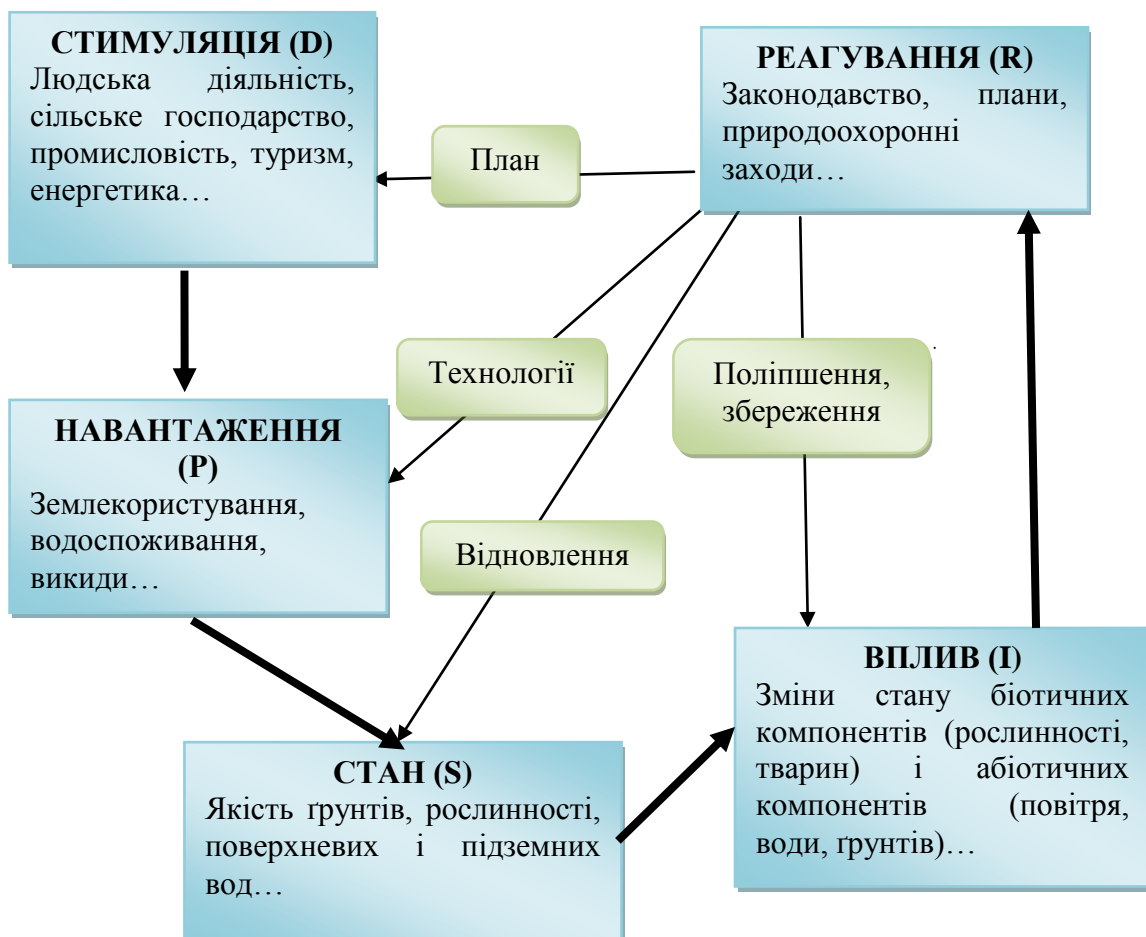 СТИМУЛЯЦІЯ (D)
Людська діяльність,
сільське господарство,
промисловість, туризм,
енергетика…
РЕАГУВАННЯ (R)
Законодавство, плани,
природоохоронні
заходи…
План
Технології
Поліпшення,
збереження
НАВАНТАЖЕННЯ
(P)
Землекористування,
водоспоживання,
викиди…
Відновлення
СТАН (S)
Якість ґрунтів, рослинності,
поверхневих і підземних
вод…
ВПЛИВ (I)
Зміни стану біотичних
компонентів (рослинності,
тварин) і абіотичних
компонентів (повітря,
води, ґрунтів)…